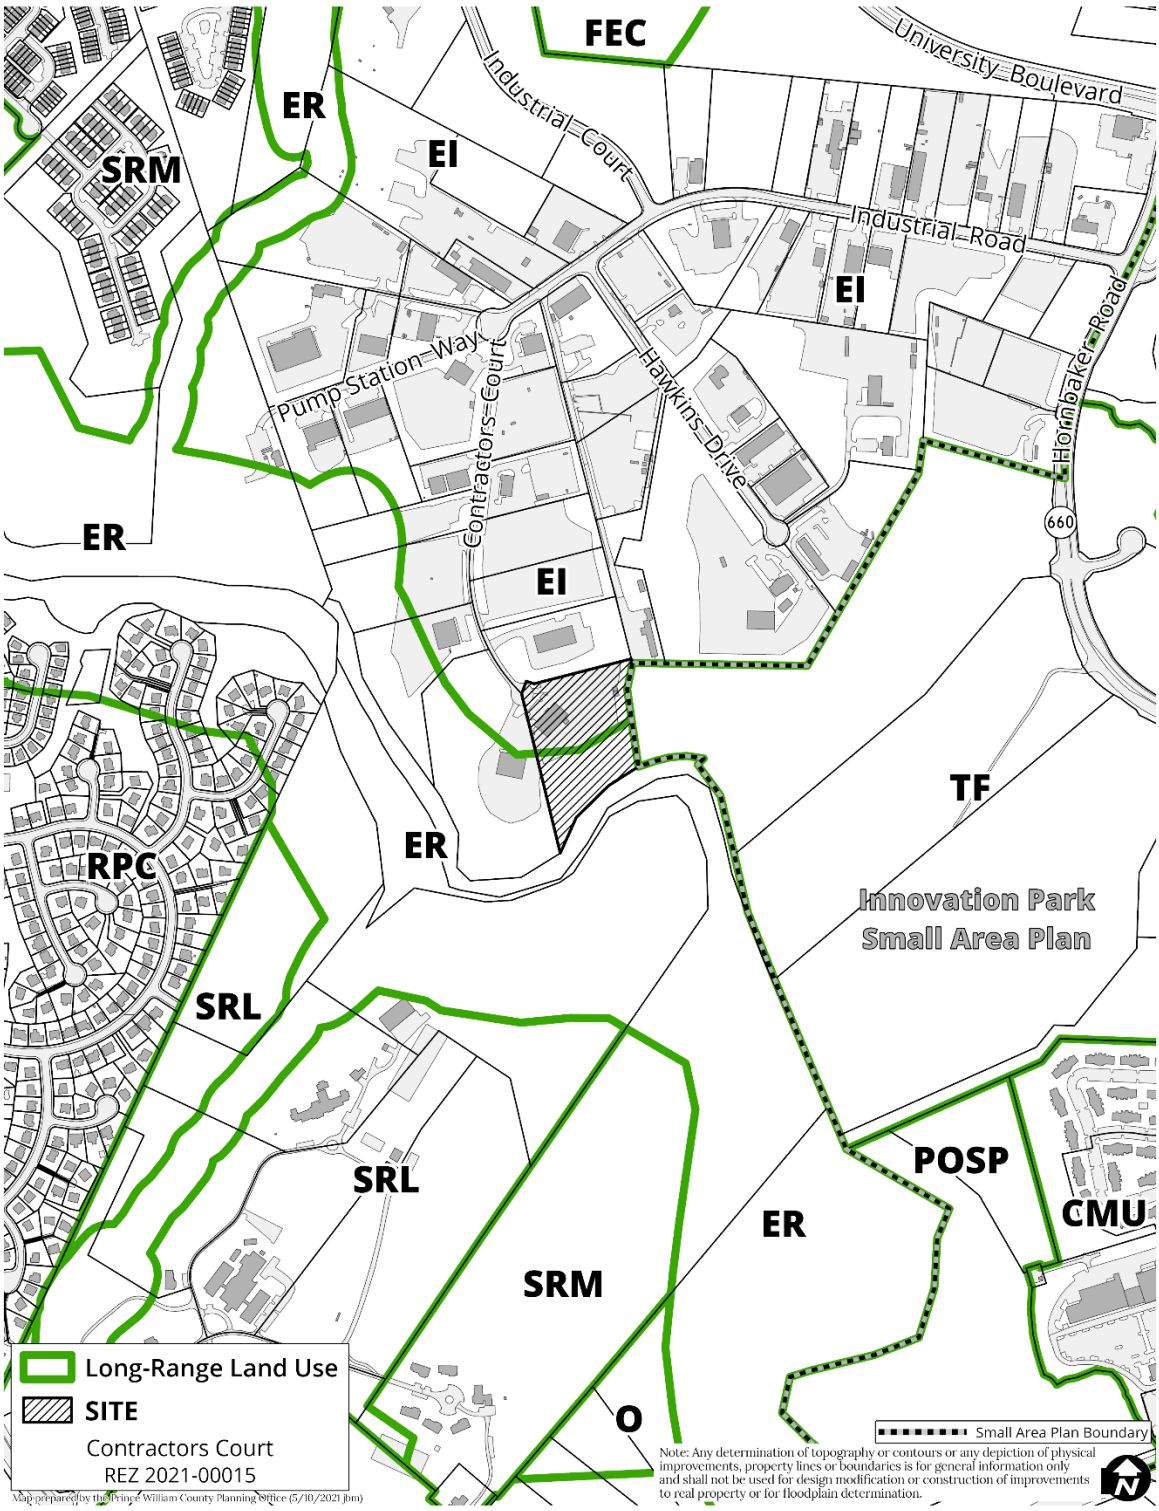 FEC
University Boulevard
Industrial Court
ER
EI
SRM
Industrial Road
EI
Hornbaker Road
Pump Station Way
Contractors Court
Hawkins Drive
660
ER
EI
TF
ER
RPC
Innovation Park
Small Area Plan
SRL
POSP
SRL
CMU
ER
SRM
O
Long-Range Land Use
SITE
Contractors Court
REZ 2021-00015
Map prepared by the Prince William County Planning Office (5/10/2021 jbm)
Small Area Plan Boundary
Note: Any determination of topography or contours or any depiction of physical
improvements, property lines or boundaries is for general information only
and shall not be used for design modification or construction of improvements
to real property or for floodplain determination.
N